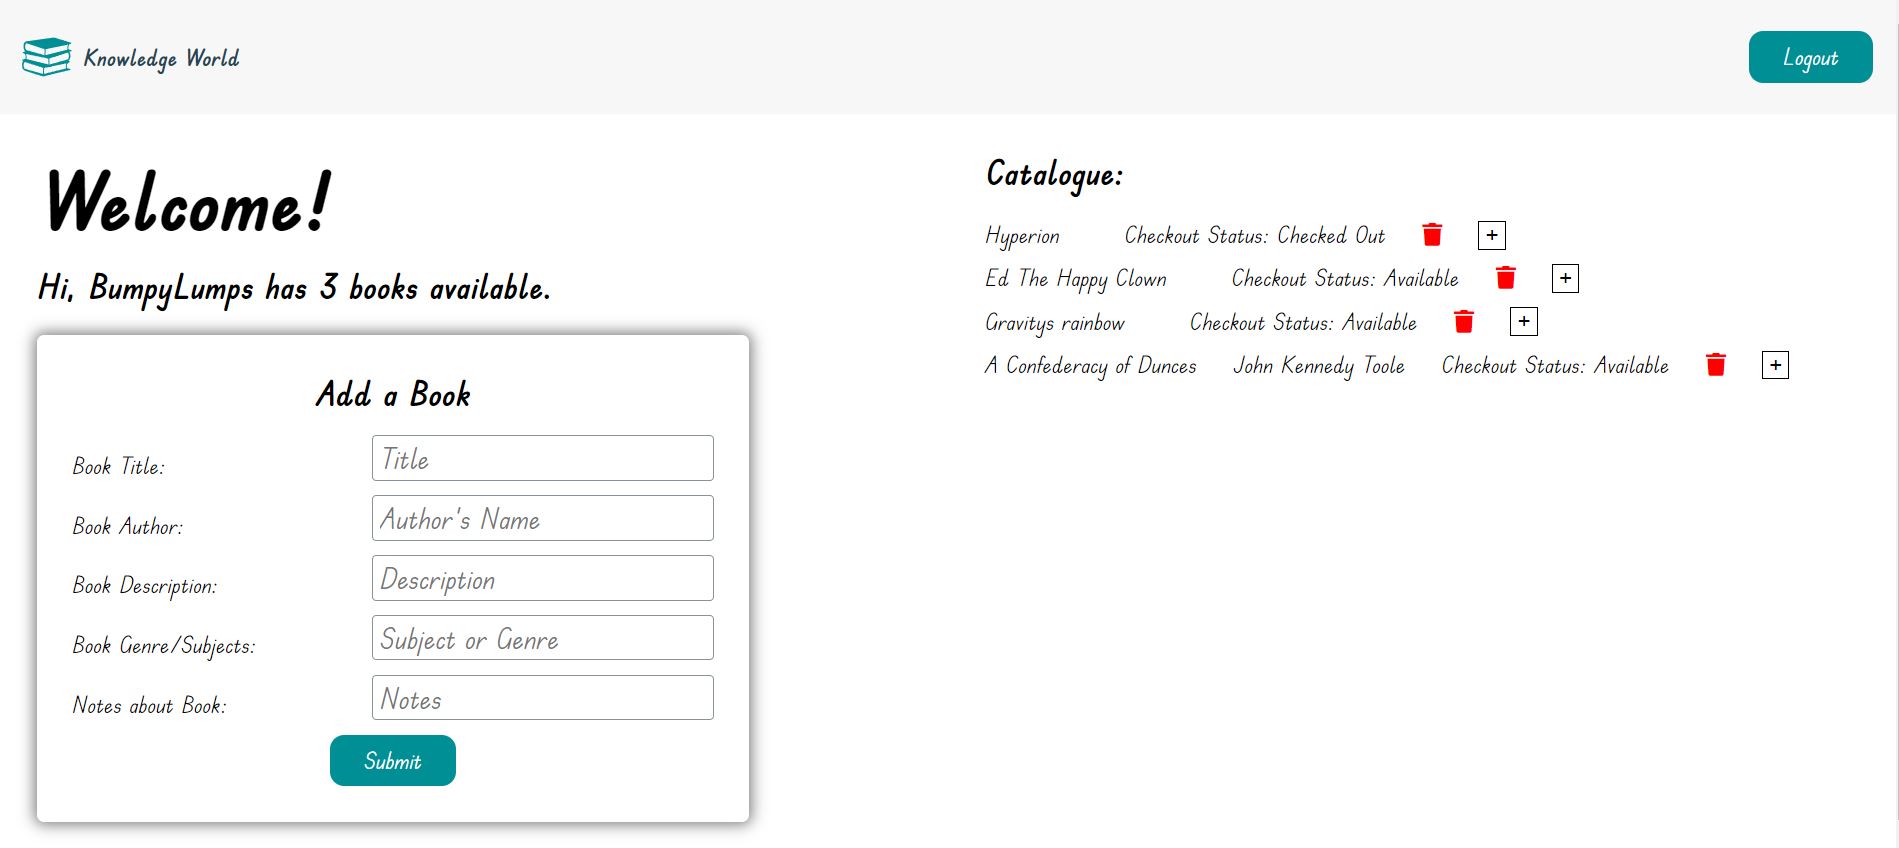 Knowledge World
Logout
Welcome!
Hi, BumpyLumps has 3 books available.
Add a Book
Book Title: Title
Book Author: Author's Name
Book Description: Description
Book Genre/Subjects: Subject or Genre
Notes about Book: Notes
Submit
Catalogue:
Hyperion Checkout Status: Checked Out +
Ed The Happy Clown Checkout Status: Available +
Gravitys rainbow Checkout Status: Available +
A Confederacy of Dunces John Kennedy Toole Checkout Status: Available +